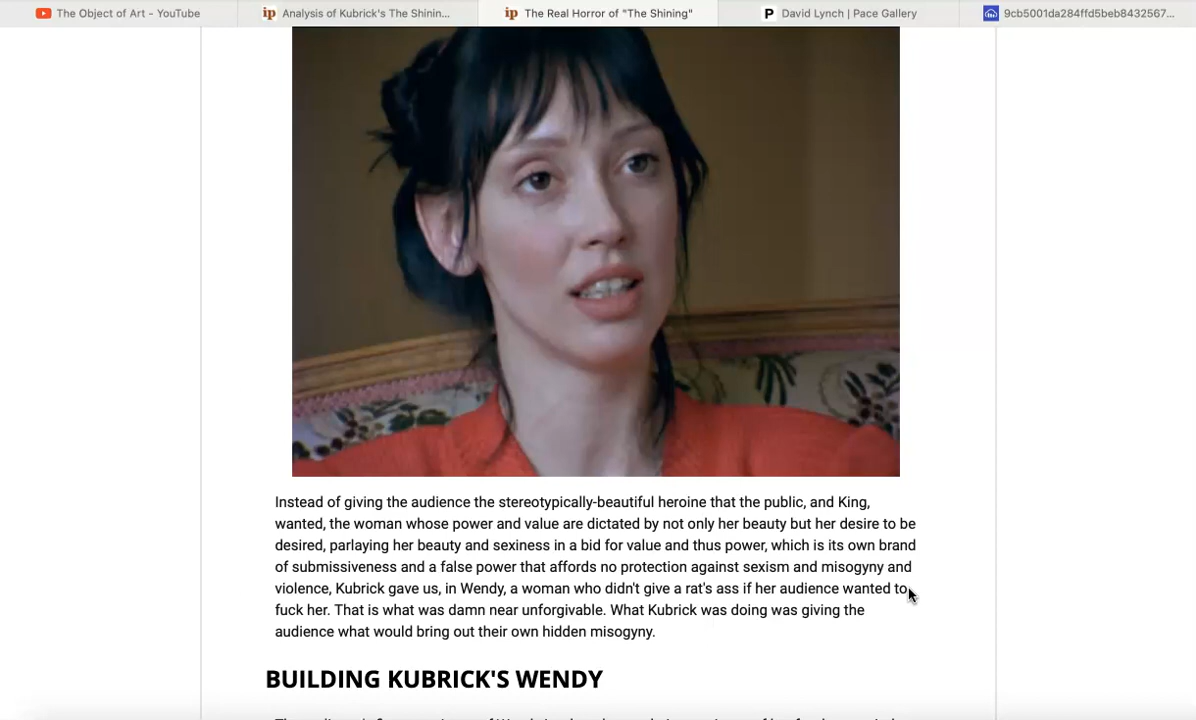 The Object of Art - YouTube
ip Analysis of Kubrick's The Shinin...
ip The Real Horror of "The Shining"
P David Lynch | Pace Gallery
9cb5001da284ffd5beb8432567...
Instead of giving the audience the stereotypically-beautiful heroine that the public, and King,
wanted, the woman whose power and value are dictated by not only her beauty but her desire to be
desired, parlaying her beauty and sexiness in a bid for value and thus power, which is its own brand
of submissiveness and a false power that affords no protection against sexism and misogyny and
violence, Kubrick gave us, in Wendy, a woman who didn't give a rat's ass if her audience wanted to
fuck her. That is what was damn near unforgivable. What Kubrick was doing was giving the
audience what would bring out their own hidden misogyny.
BUILDING KUBRICK'S WENDY